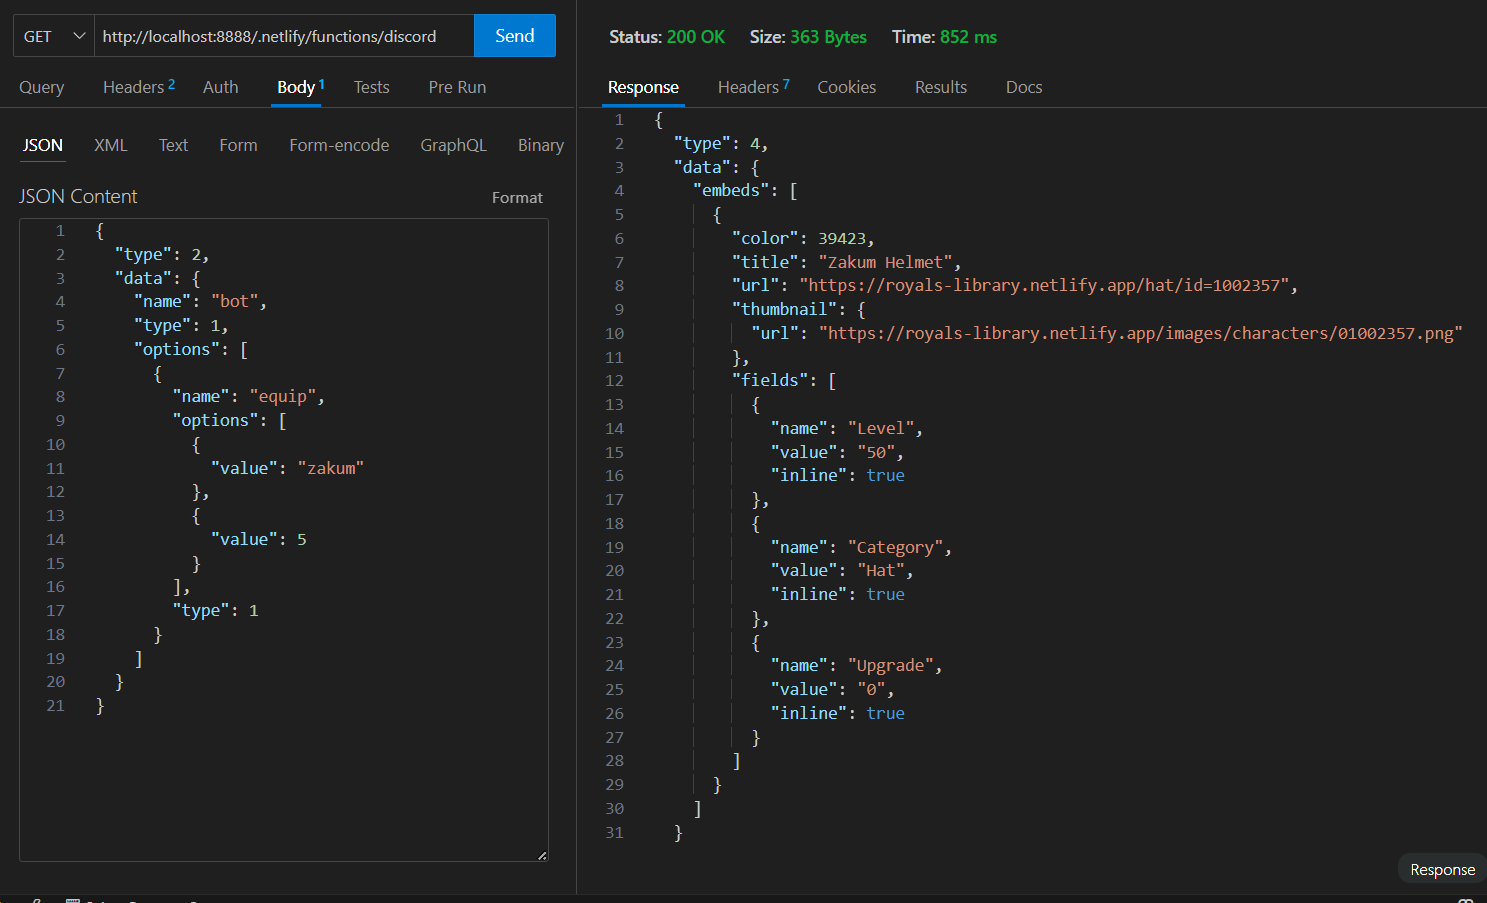 GET http://localhost:8888/.netlify/functions/discord Send
Query Headers 2 Auth Body 1 Tests Pre Run
JSON XML Text Form Form-encode GraphQL Binary
JSON Content Format
1 {
2 "type": 2,
3 "data": {
4 "name": "bot",
5 "type": 1,
6 "options": [
7 {
8 "name": "equip",
9 "options": [
10 {
11 "value": "zakum"
12 },
13 {
14 "value": 5
15 }
16 ],
17 "type": 1
18 }
19 ]
20 }
21 }
Status: 200 OK Size: 363 Bytes Time: 852 ms
Response Headers 7 Cookies Results Docs
1 {
2 "type": 4,
3 "data": {
4 "embeds": [
5 {
6 "color": 39423,
7 "title": "Zakum Helmet",
8 "url": "https://royals-library.netlify.app/hat/id=1002357",
9 "thumbnail": {
10 "url": "https://royals-library.netlify.app/images/characters/01002357.png"
11 },
12 "fields": [
13 {
14 "name": "Level",
15 "value": "50",
16 "inline": true
17 },
18 {
19 "name": "Category",
20 "value": "Hat",
21 "inline": true
22 },
23 {
24 "name": "Upgrade",
25 "value": "0",
26 "inline": true
27 }
28 ]
29 }
30 ]
31 }
Response